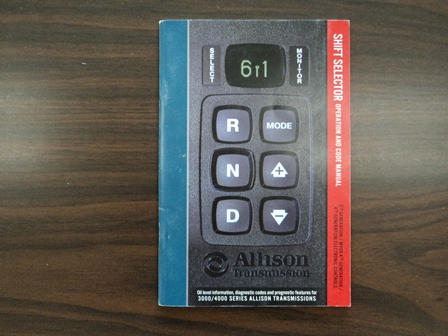 SELECT
6 1
MONITOR
R
MODE
N
D
SHIFT SELECTOR OPERATION AND CODE MANUAL
Allison
Transmission
Oil level information, diagnostic codes and prognostic features for
3000/4000 SERIES ALLISON TRANSMISSIONS